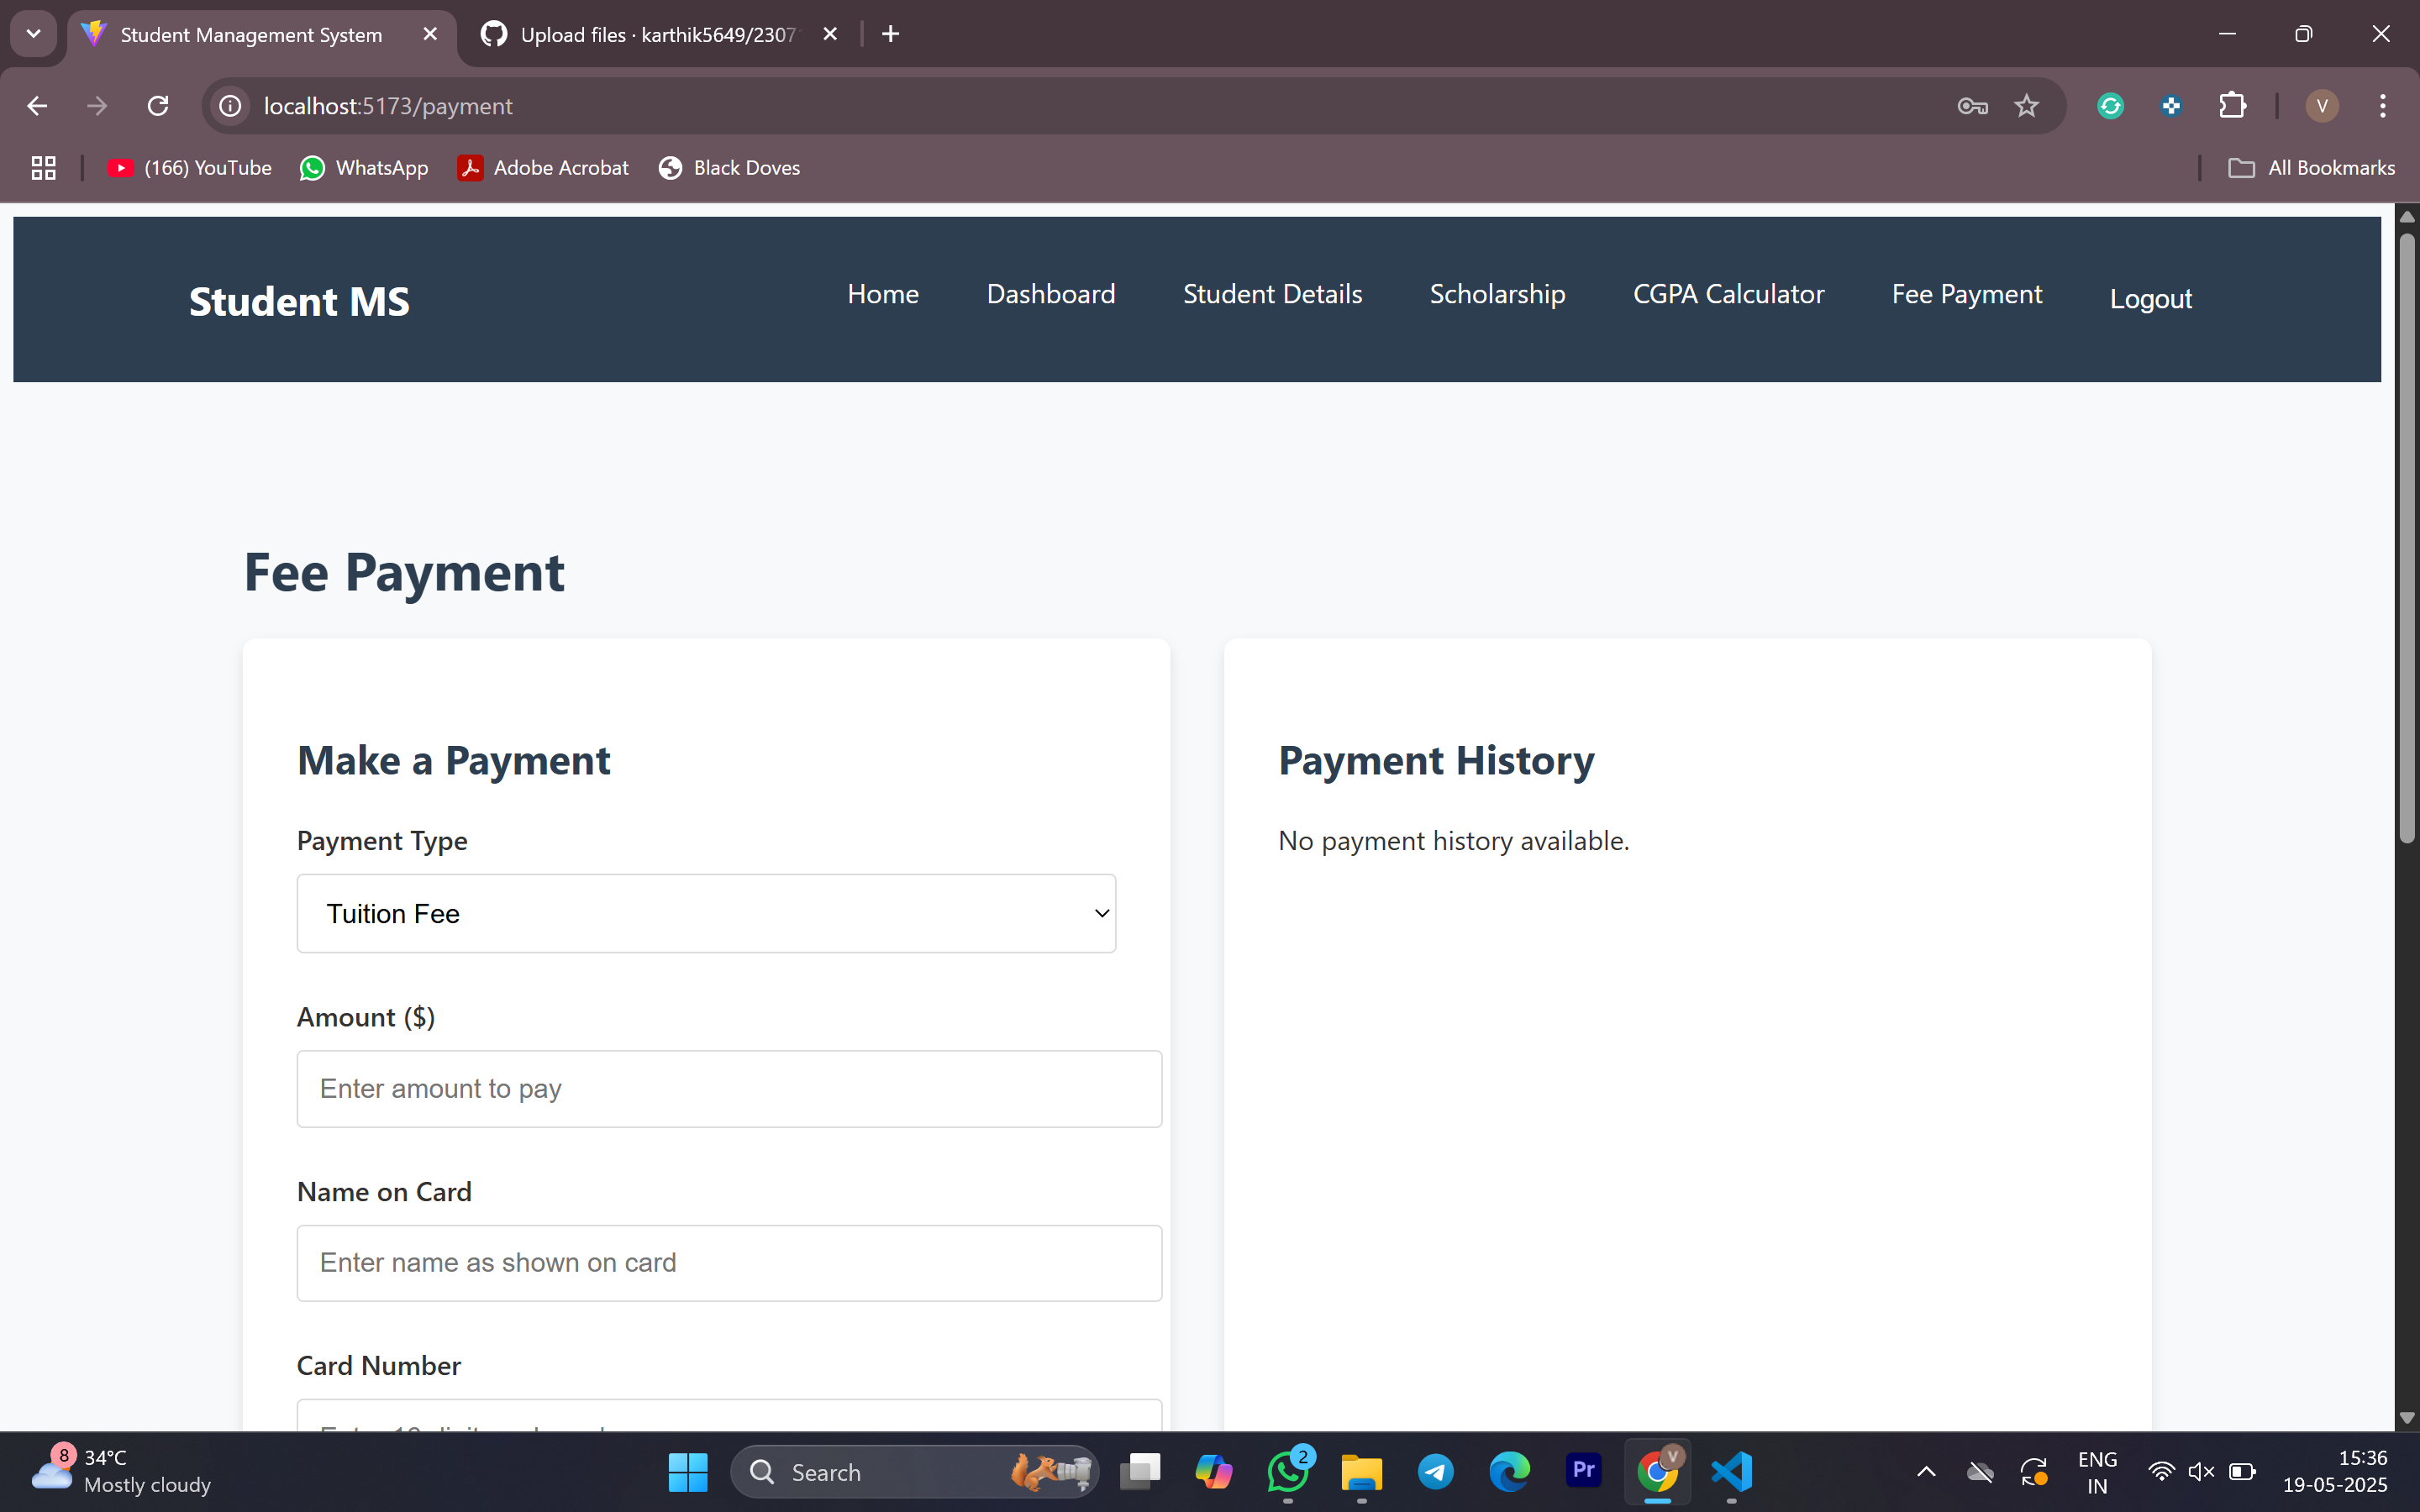 Student Management System
Upload files · karthik5649/2307
localhost:5173/payment
(166) YouTube
WhatsApp
Adobe Acrobat
Black Doves
All Bookmarks
V
Student MS
Home
Dashboard
Student Details
Scholarship
CGPA Calculator
Fee Payment
Logout
Fee Payment
Make a Payment
Payment Type
Tuition Fee
Amount ($)
Enter amount to pay
Name on Card
Enter name as shown on card
Card Number
Payment History
No payment history available.
8
34°C
Mostly cloudy
Search
2
Pr
V
ENG
IN
15:36
19-05-2025